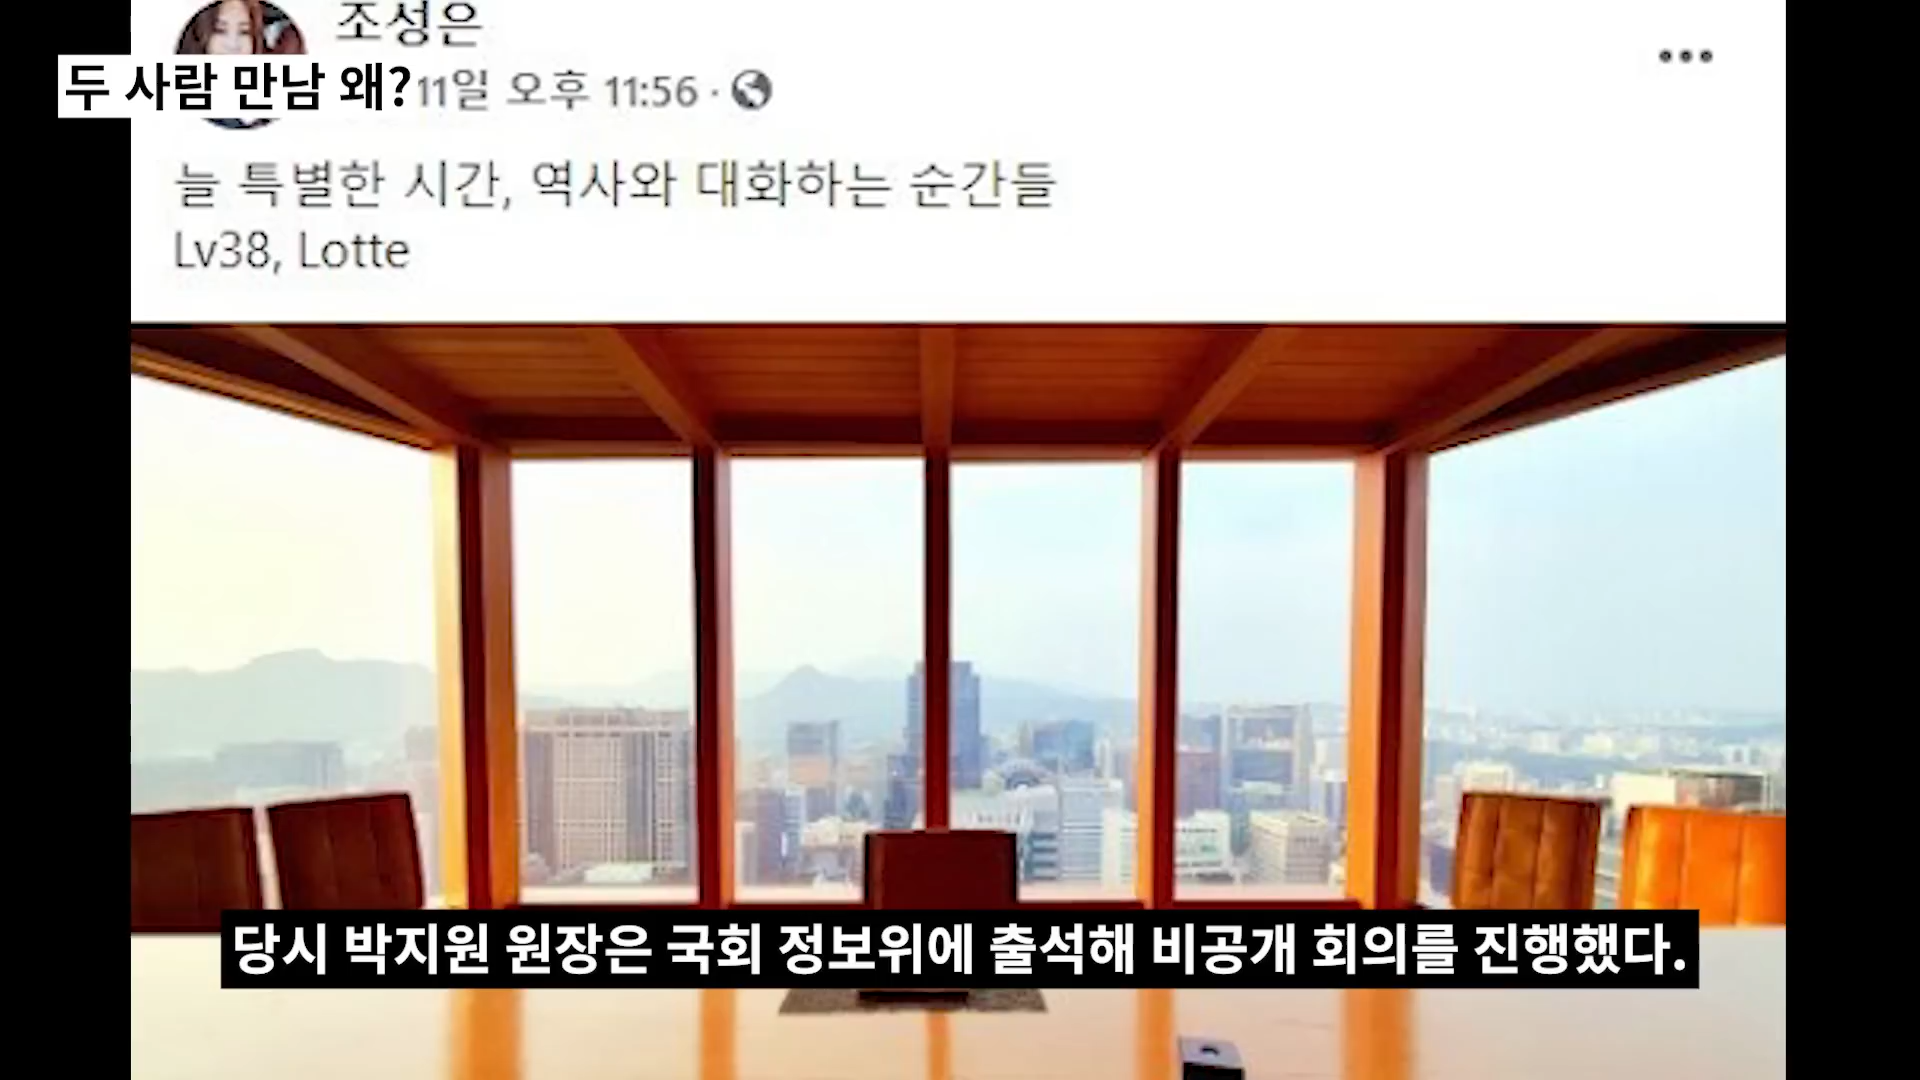 조성은
두 사람 만남 왜?
11일 오후 11:56 ·
늘 특별한 시간, 역사와 대화하는 순간들
Lv38, Lotte
당시 박지원 원장은 국회 정보위에 출석해 비공개 회의를 진행했다.